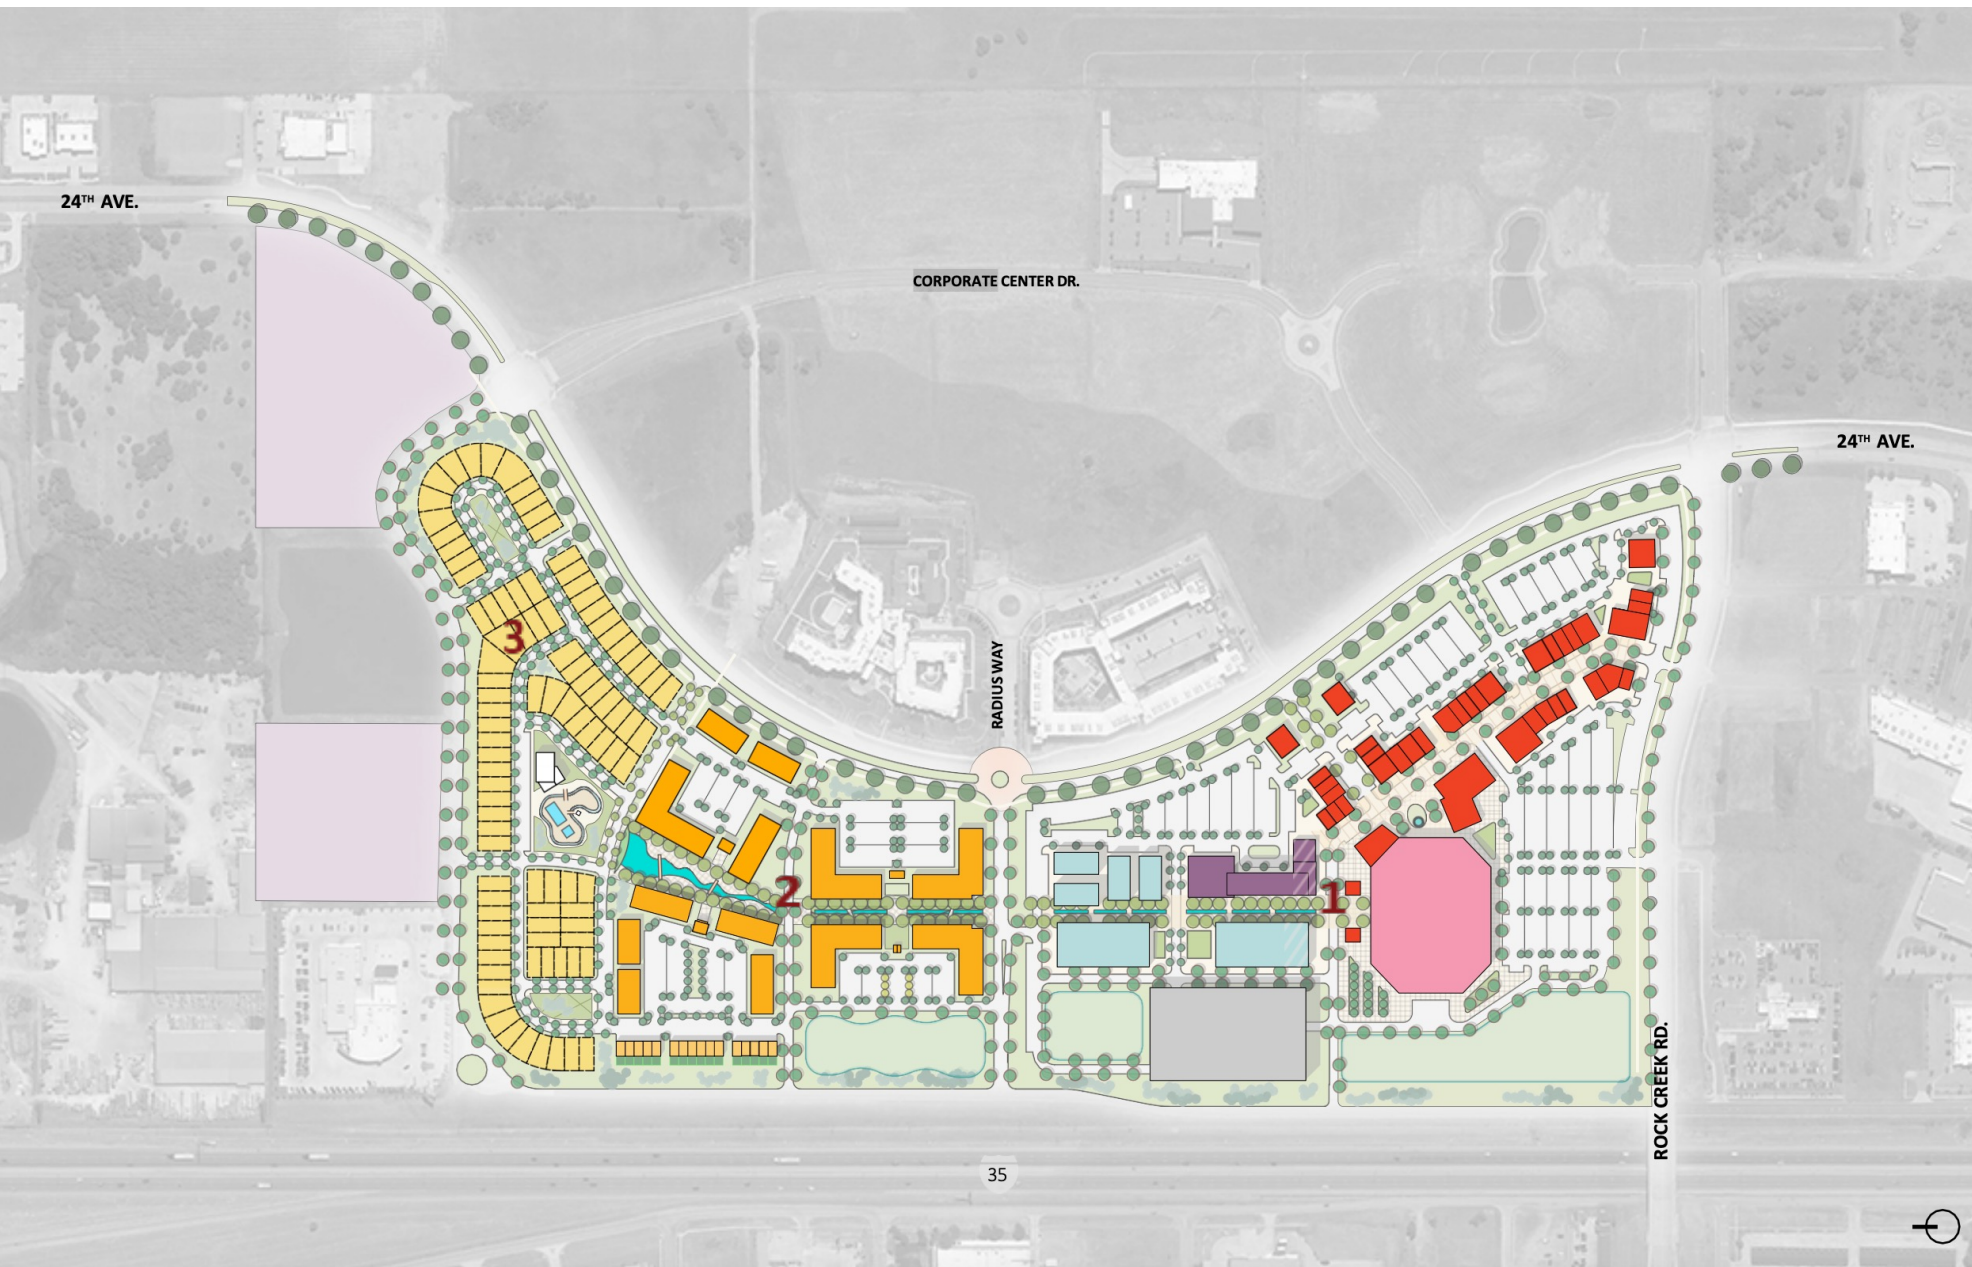 24TH AVE.
CORPORATE CENTER DR.
24TH AVE.
3
RADIUS WAY
2
1
ROCK CREEK RD.
35